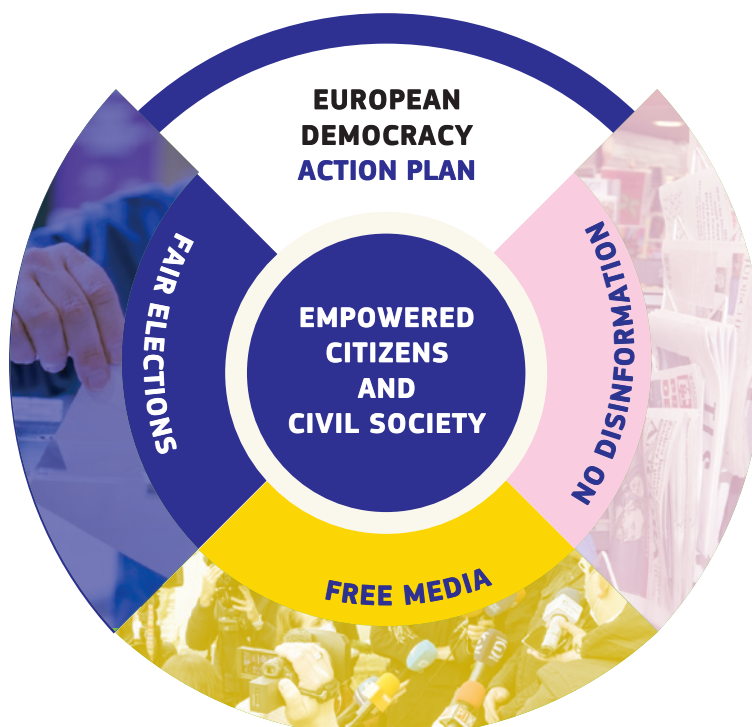 EUROPEAN
DEMOCRACY
ACTION PLAN
FAIR ELECTIONS
EMPOWERED
CITIZENS
AND
CIVIL SOCIETY
NO DISINFORMATION
FREE MEDIA